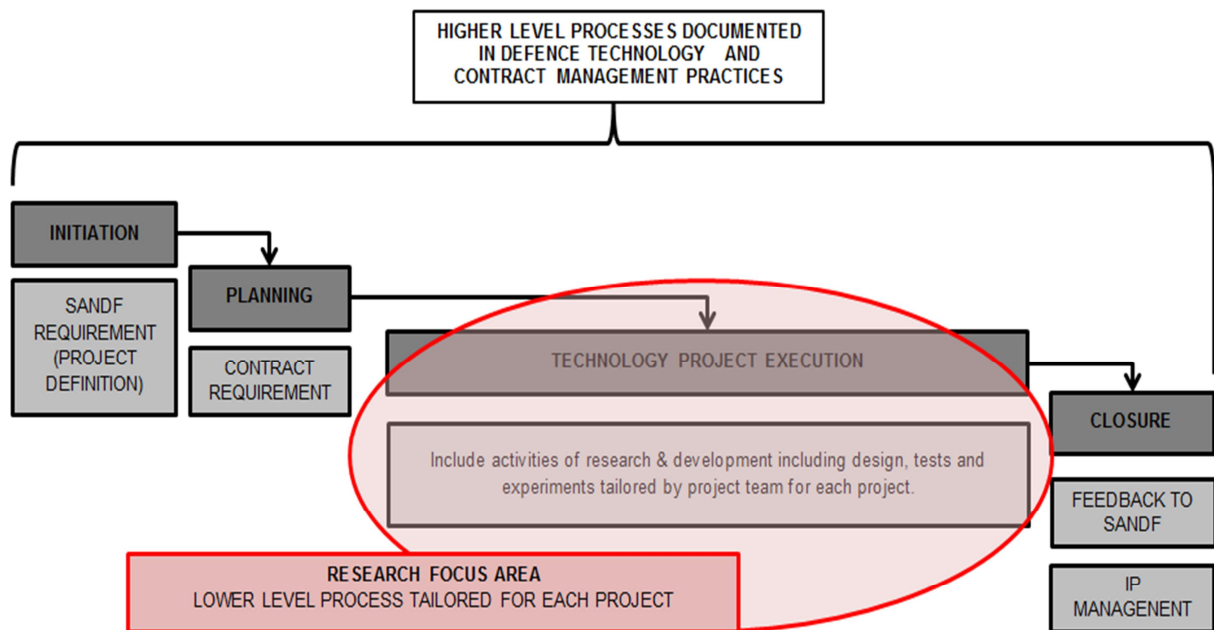 HIGHER LEVEL PROCESSES DOCUMENTED
IN DEFENCE TECHNOLOGY AND
CONTRACT MANAGEMENT PRACTICES
INITIATION
SANDF
REQUIREMENT
(PROJECT
DEFINITION)
PLANNING
CONTRACT
REQUIREMENT
TECHNOLOGY PROJECT EXECUTION
Include activities of research & development including design, tests and
experiments tailored by project team for each project.
CLOSURE
FEEDBACK TO
SANDF
IP
MANAGEMENT
RESEARCH FOCUS AREA
LOWER LEVEL PROCESS TAILORED FOR EACH PROJECT